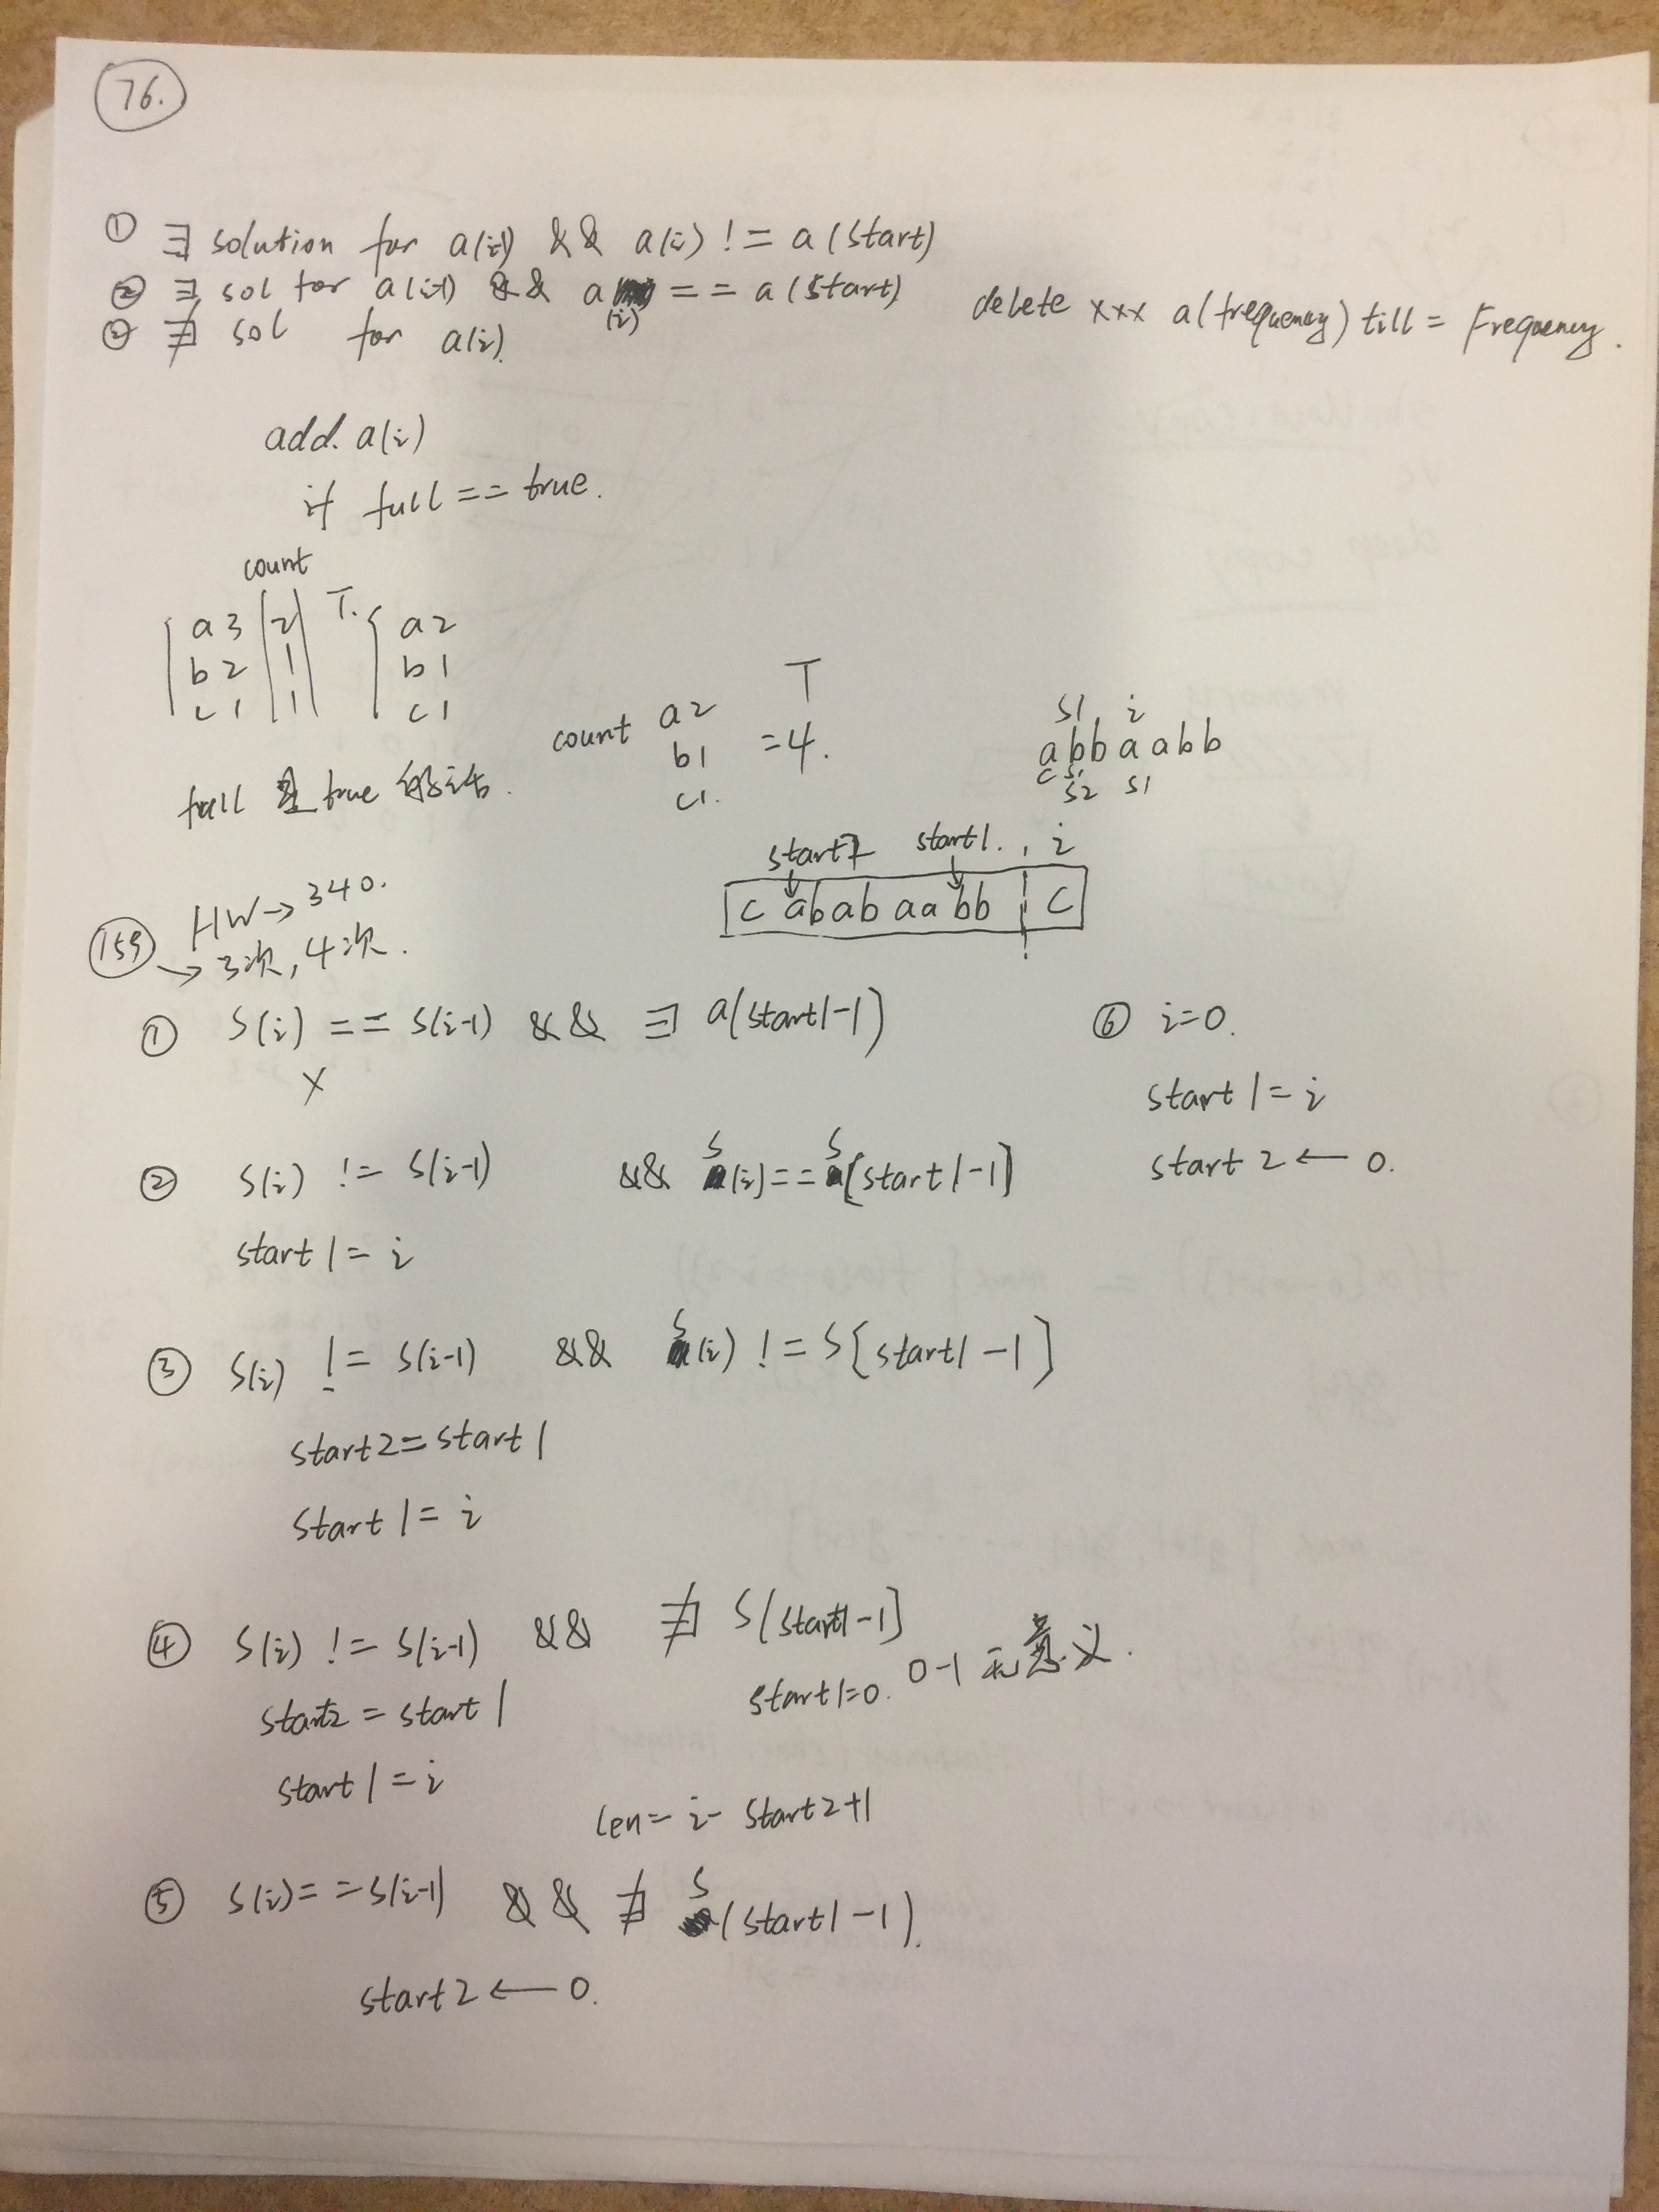 76.
① ∃ solution for a(i-1) && a(i) != a(start)
② ∃ sol for a(i-1) && a(i) == a(start) delete xxx a(frequency) till = Frequency.
③ ∄ sol for a(i)
add. a(i)
if full == true.
count
a 3 | 2 | T. a 2
b 2 | 1 | b 1
c 1 | 1 | c 1
T
count a 2
b 1 = 4.
c 1.
full 是 true 的话
S1 i
abbaabb
c S1
S2 S1
start2 start1. i
c abab aabb c
HW → 340.
159 → 3次, 4次.
① S(i) == S(i-1) && ∃ a(start1-1)
X
② S(i) != S(i-1) && S(i) == S[start1-1]
start1 = i
③ S(i) != S(i-1) && S(i) != S[start1-1]
start2 = start1
start1 = i
④ S(i) != S(i-1) && ∄ S[start1-1]
start1=0. 0-1 无意义.
start2 = start1
start1 = i
len = i - start2+1
⑤ S(i) == S(i-1) && ∄ S(start1-1).
start2 ← 0.
⑥ i=0.
start1 = i
start2 ← 0.